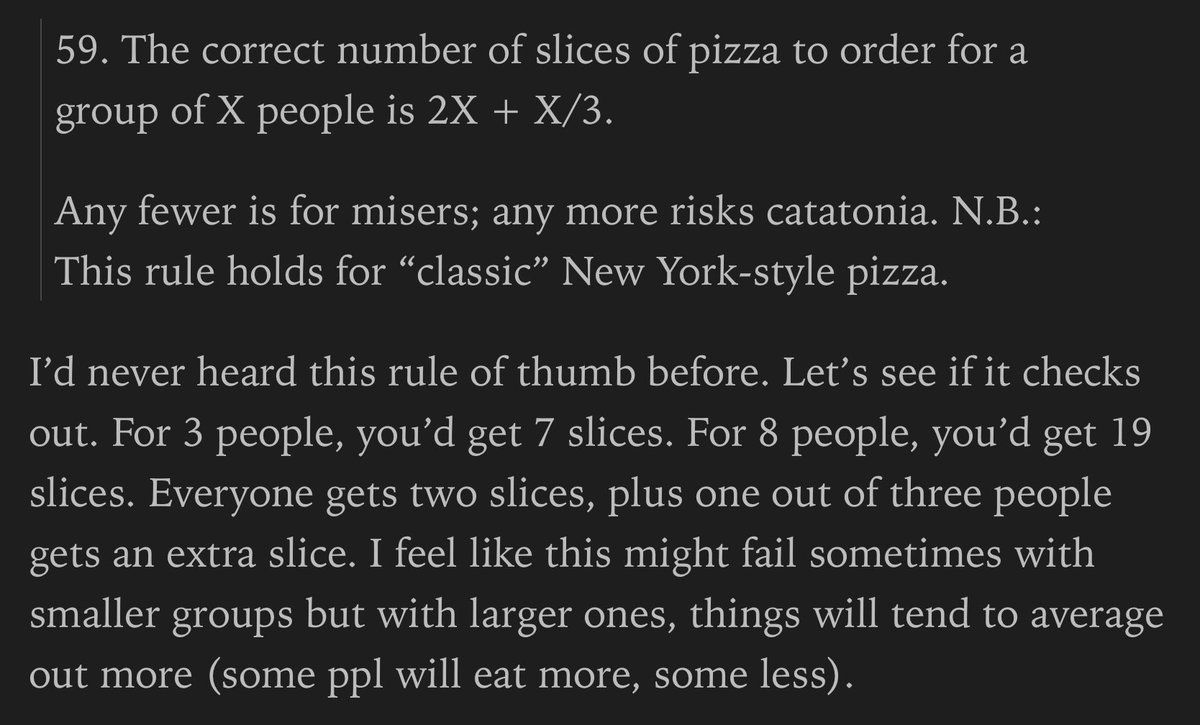 59. The correct number of slices of pizza to order for a
group of X people is 2X + X/3.
Any fewer is for misers; any more risks catatonia. N.B.:
This rule holds for “classic” New York-style pizza.
I’d never heard this rule of thumb before. Let’s see if it checks
out. For 3 people, you’d get 7 slices. For 8 people, you’d get 19
slices. Everyone gets two slices, plus one out of three people
gets an extra slice. I feel like this might fail sometimes with
smaller groups but with larger ones, things will tend to average
out more (some ppl will eat more, some less).